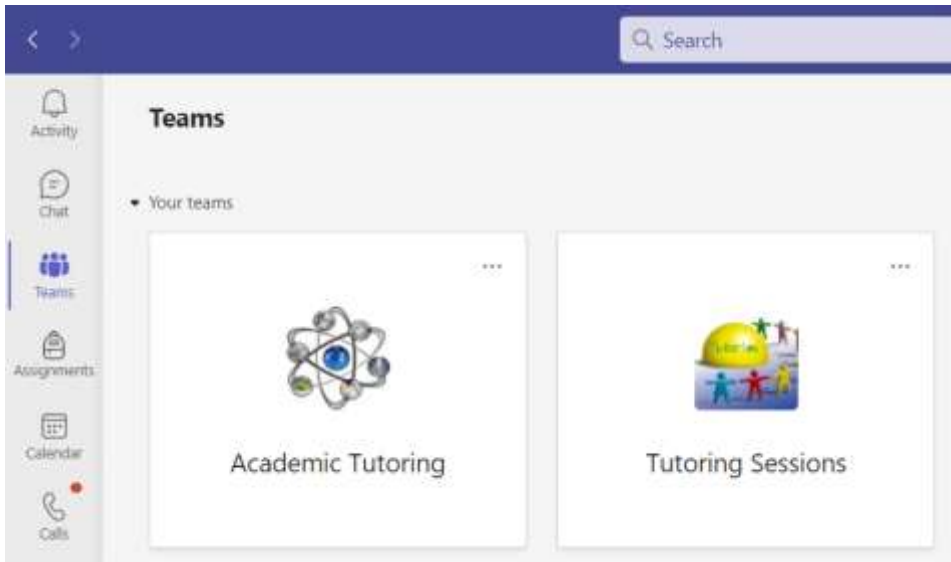 Search
Activity
Teams
Chat
Your teams
Teams
Assignments
Calendar
Academic Tutoring
Tutoring Sessions
Calls